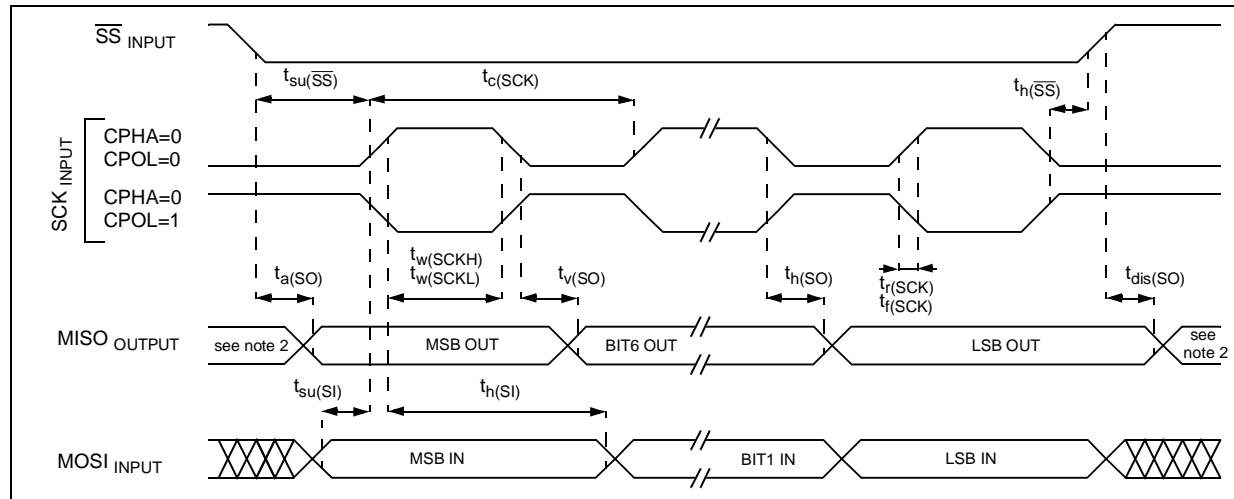 SS INPUT
tsu(SS)
tc(SCK)
th(SS)
SCK INPUT
CPHA=0
CPOL=0
CPHA=0
CPOL=1
ta(SO)
tw(SCKH)
tw(SCKL)
tv(SO)
th(SO)
tr(SCK)
tf(SCK)
tdis(SO)
MISO OUTPUT
see note 2
MSB OUT
BIT6 OUT
LSB OUT
see
note 2
tsu(SI)
th(SI)
MOSI INPUT
MSB IN
BIT1 IN
LSB IN